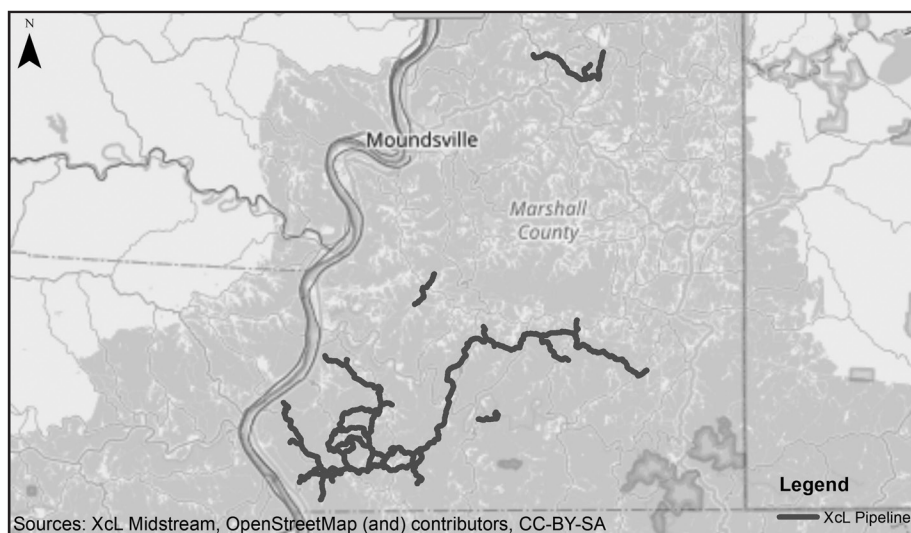 N
Moundsville
Marshall
County
Legend
XcL Pipeline
Sources: XcL Midstream, OpenStreetMap (and) contributors, CC-BY-SA